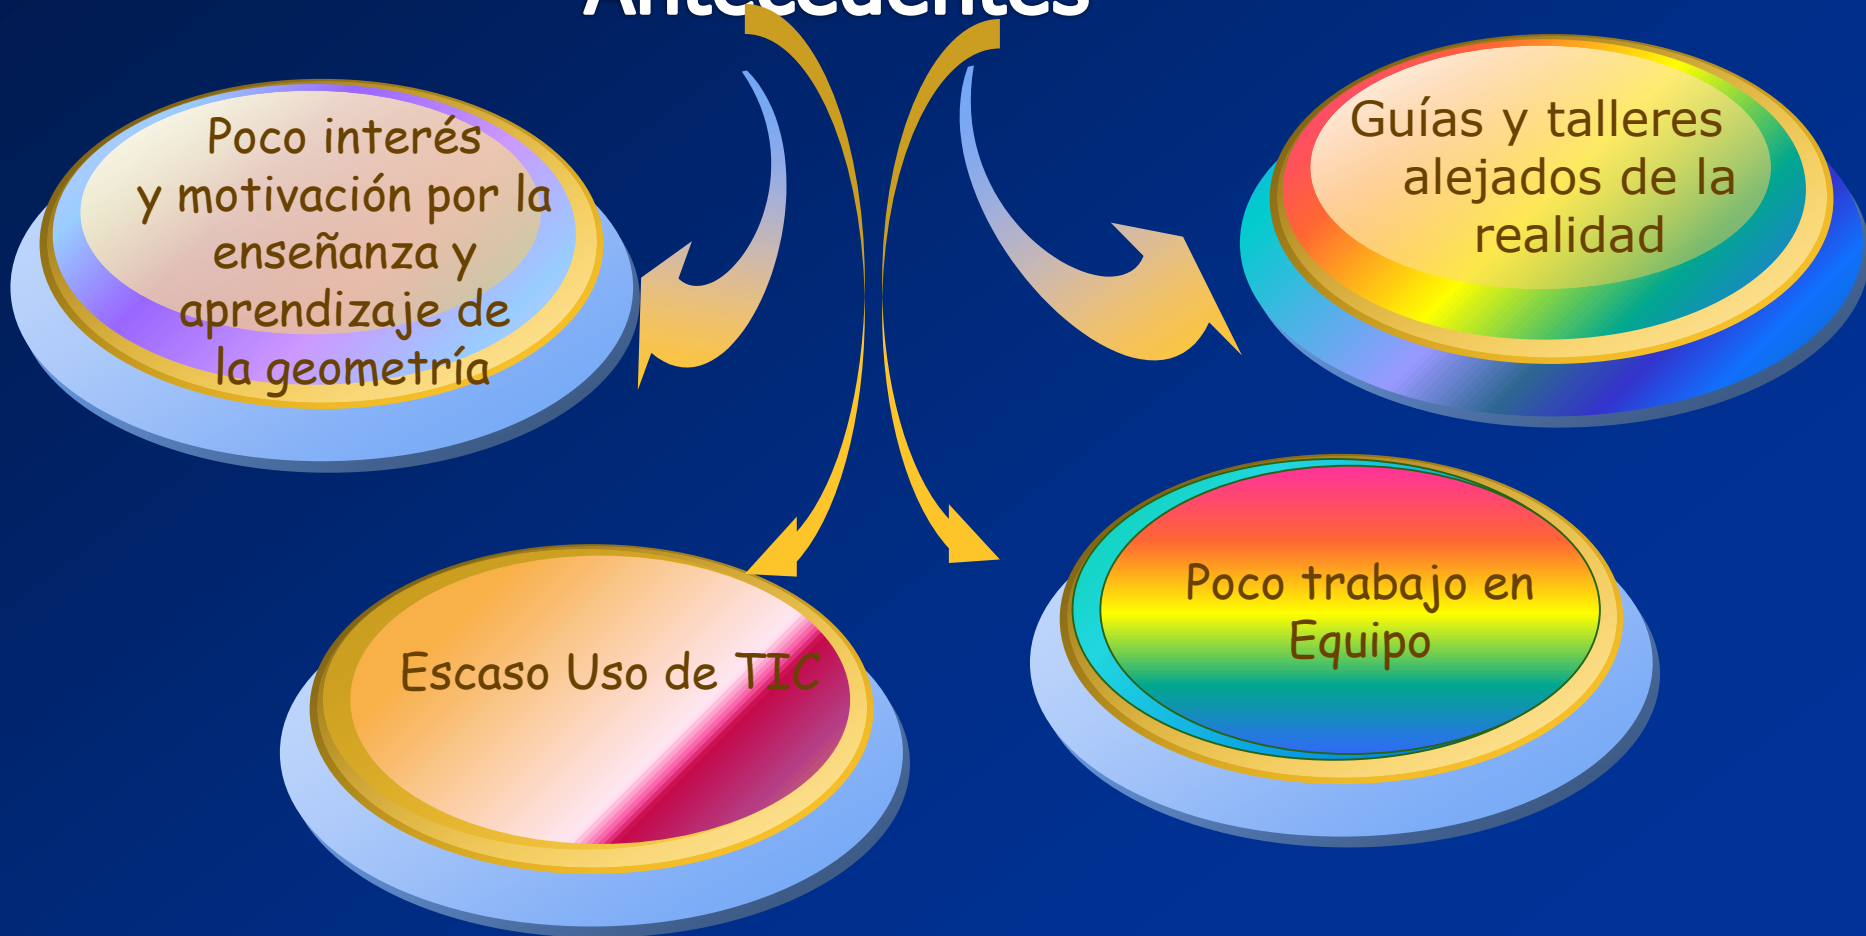 Antecedentes
Poco interés
y motivación por la
enseñanza y
aprendizaje de
la geometría
Guías y talleres
alejados de la
realidad
Escaso Uso de TIC
Poco trabajo en
Equipo